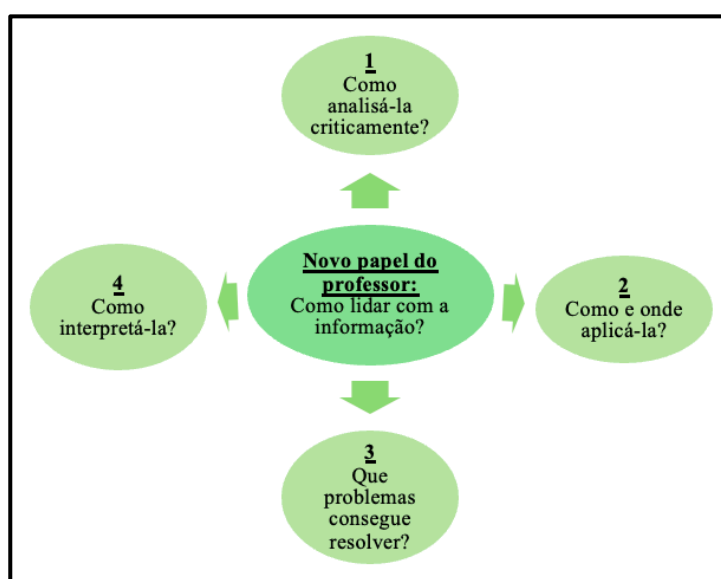 1
Como
analisá-la
criticamente?
Novo papel do
professor:
Como lidar com a
informação?
2
Como e onde
aplicá-la?
3
Que
problemas
consegue
resolver?
4
Como
interpretá-la?